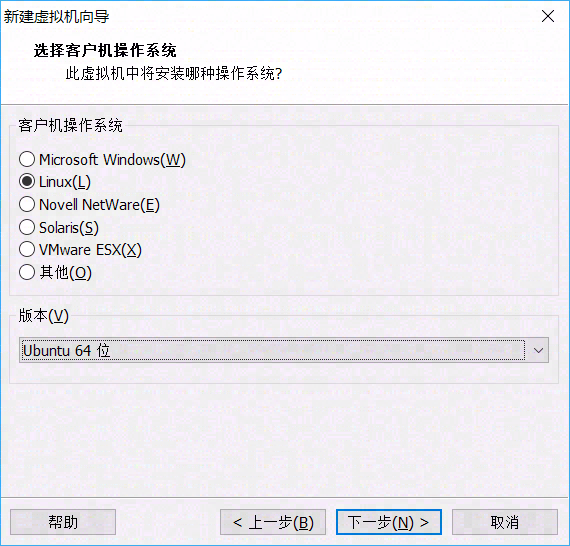 新建虚拟机向导
选择客户机操作系统
此虚拟机中将安装哪种操作系统?
客户机操作系统
Microsoft Windows(W)
Linux(L)
Novell NetWare(E)
Solaris(S)
VMware ESX(X)
其他(O)
版本(V)
Ubuntu 64 位
帮助
< 上一步(B)
下一步(N) >
取消